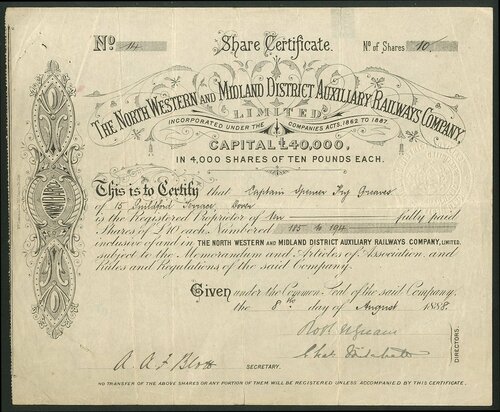 No 14 Share Certificate. No of Shares 10
THE NORTH WESTERN AND MIDLAND DISTRICT AUXILIARY RAILWAYS COMPANY
LIMITED
INCORPORATED UNDER THE COMPANIES ACTS, 1862 TO 1887.
CAPITAL £40,000,
IN 4,000 SHARES OF TEN POUNDS EACH.
This is to Certify that Captain Spencer Fry Greaves
of 15 Guildford Terrace Dover
is the Registered Proprietor of Ten fully paid
Shares of £10 each, Numbered 185 to 194
inclusive of and in THE NORTH WESTERN AND MIDLAND DISTRICT AUXILIARY RAILWAYS COMPANY, LIMITED,
subject to the Memorandum and Articles of Association, and
Rules and Regulations of the said Company.
Given under the Common Seal of the said Company,
the 8th day of August 1888.
DIRECTORS.
SECRETARY.
NO TRANSFER OF THE ABOVE SHARES OR ANY PORTION OF THEM WILL BE REGISTERED UNLESS ACCOMPANIED BY THIS CERTIFICATE.